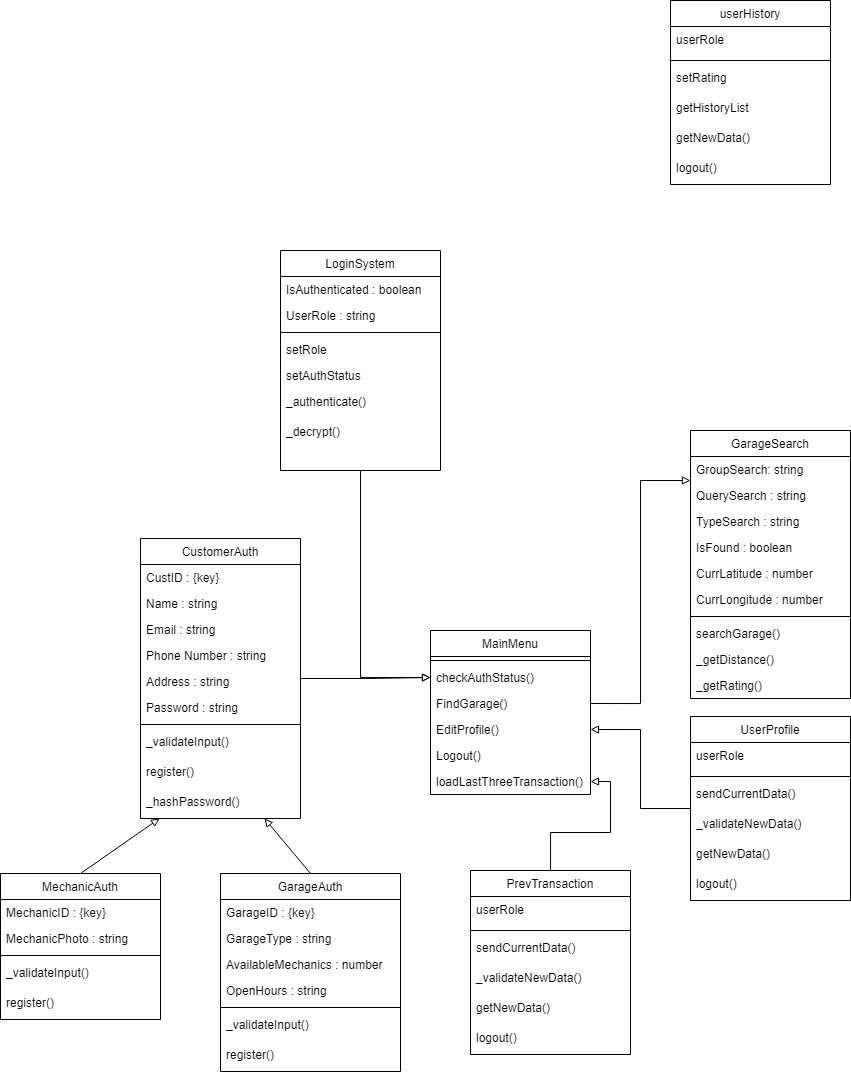 userHistory
userRole
setRating
getHistoryList
getNewData()
logout()
LoginSystem
IsAuthenticated : boolean
UserRole : string
setRole
setAuthStatus
_authenticate()
_decrypt()
GarageSearch
GroupSearch: string
QuerySearch : string
TypeSearch : string
IsFound : boolean
CurrLatitude : number
CurrLongitude : number
searchGarage()
_getDistance()
_getRating()
CustomerAuth
CustID : {key}
Name : string
Email : string
Phone Number : string
Address : string
Password : string
_validateInput()
register()
_hashPassword()
MainMenu
checkAuthStatus()
FindGarage()
EditProfile()
Logout()
loadLastThreeTransaction()
UserProfile
userRole
sendCurrentData()
_validateNewData()
getNewData()
logout()
MechanicAuth
MechanicID : {key}
MechanicPhoto : string
_validateInput()
register()
GarageAuth
GarageID : {key}
GarageType : string
AvailableMechanics : number
OpenHours : string
_validateInput()
register()
PrevTransaction
userRole
sendCurrentData()
_validateNewData()
getNewData()
logout()